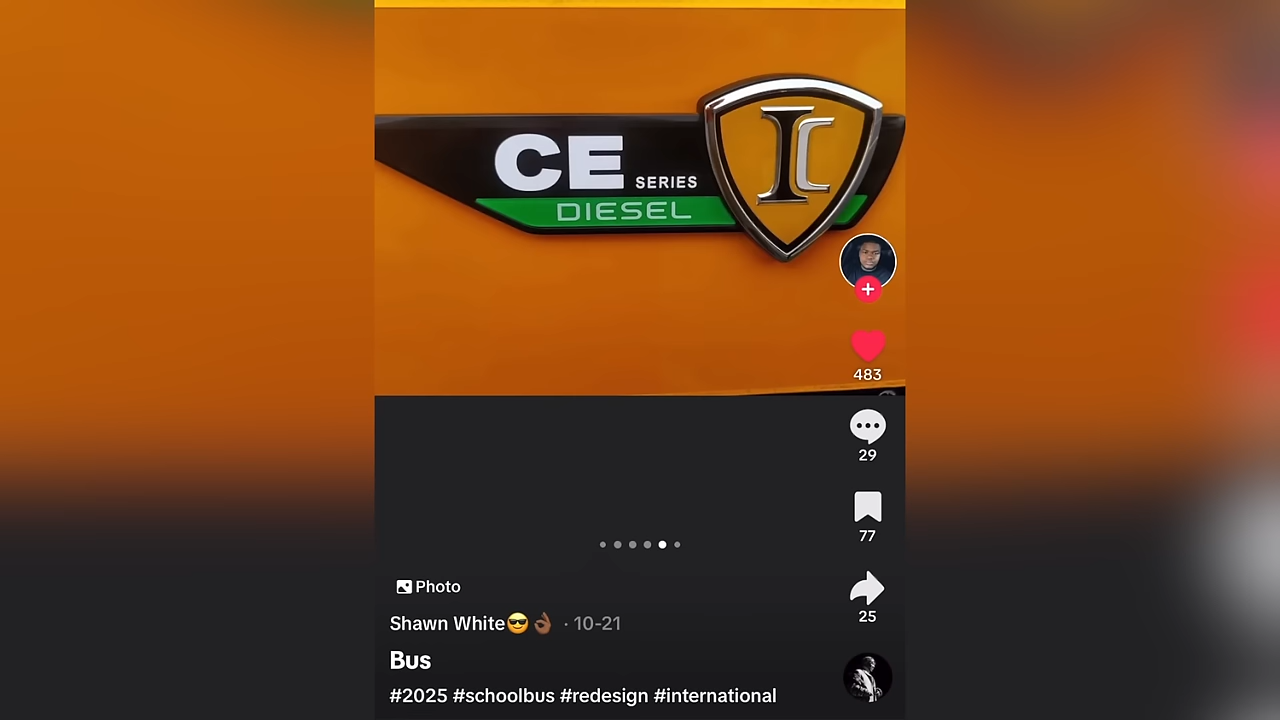 CE SERIES
DIESEL
IC
483
29
77
25
Photo
Shawn White😎👌🏾 · 10-21
Bus
#2025 #schoolbus #redesign #international